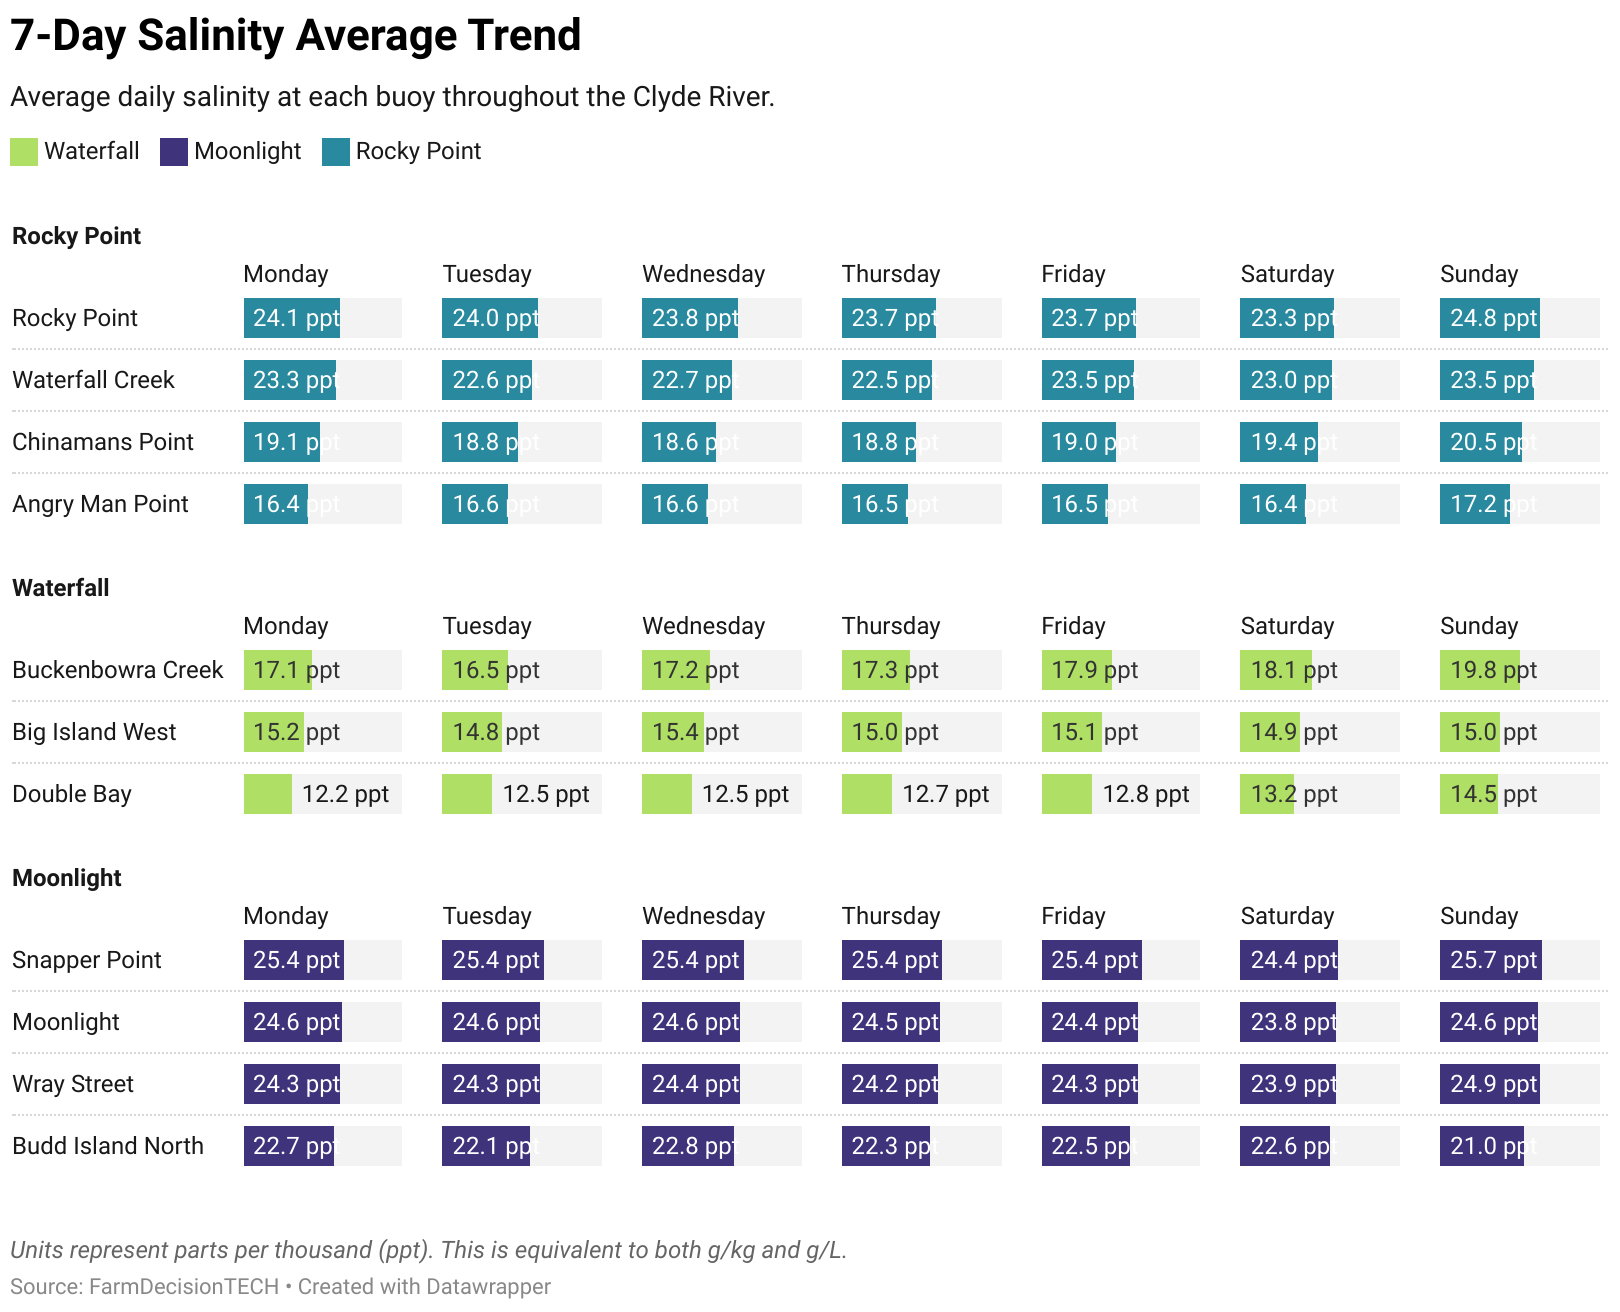 7-Day Salinity Average Trend
Average daily salinity at each buoy throughout the Clyde River.
Waterfall Moonlight Rocky Point
Rocky Point
Monday Tuesday Wednesday Thursday Friday Saturday Sunday
Rocky Point 24.1 ppt 24.0 ppt 23.8 ppt 23.7 ppt 23.7 ppt 23.3 ppt 24.8 ppt
Waterfall Creek 23.3 ppt 22.6 ppt 22.7 ppt 22.5 ppt 23.5 ppt 23.0 ppt 23.5 ppt
Chinamans Point 19.1 ppt 18.8 ppt 18.6 ppt 18.8 ppt 19.0 ppt 19.4 ppt 20.5 ppt
Angry Man Point 16.4 ppt 16.6 ppt 16.6 ppt 16.5 ppt 16.5 ppt 16.4 ppt 17.2 ppt
Waterfall
Monday Tuesday Wednesday Thursday Friday Saturday Sunday
Buckenbowra Creek 17.1 ppt 16.5 ppt 17.2 ppt 17.3 ppt 17.9 ppt 18.1 ppt 19.8 ppt
Big Island West 15.2 ppt 14.8 ppt 15.4 ppt 15.0 ppt 15.1 ppt 14.9 ppt 15.0 ppt
Double Bay 12.2 ppt 12.5 ppt 12.5 ppt 12.7 ppt 12.8 ppt 13.2 ppt 14.5 ppt
Moonlight
Monday Tuesday Wednesday Thursday Friday Saturday Sunday
Snapper Point 25.4 ppt 25.4 ppt 25.4 ppt 25.4 ppt 25.4 ppt 24.4 ppt 25.7 ppt
Moonlight 24.6 ppt 24.6 ppt 24.6 ppt 24.5 ppt 24.4 ppt 23.8 ppt 24.6 ppt
Wray Street 24.3 ppt 24.3 ppt 24.4 ppt 24.2 ppt 24.3 ppt 23.9 ppt 24.9 ppt
Budd Island North 22.7 ppt 22.1 ppt 22.8 ppt 22.3 ppt 22.5 ppt 22.6 ppt 21.0 ppt
Units represent parts per thousand (ppt). This is equivalent to both g/kg and g/L.
Source: FarmDecisionTECH • Created with Datawrapper